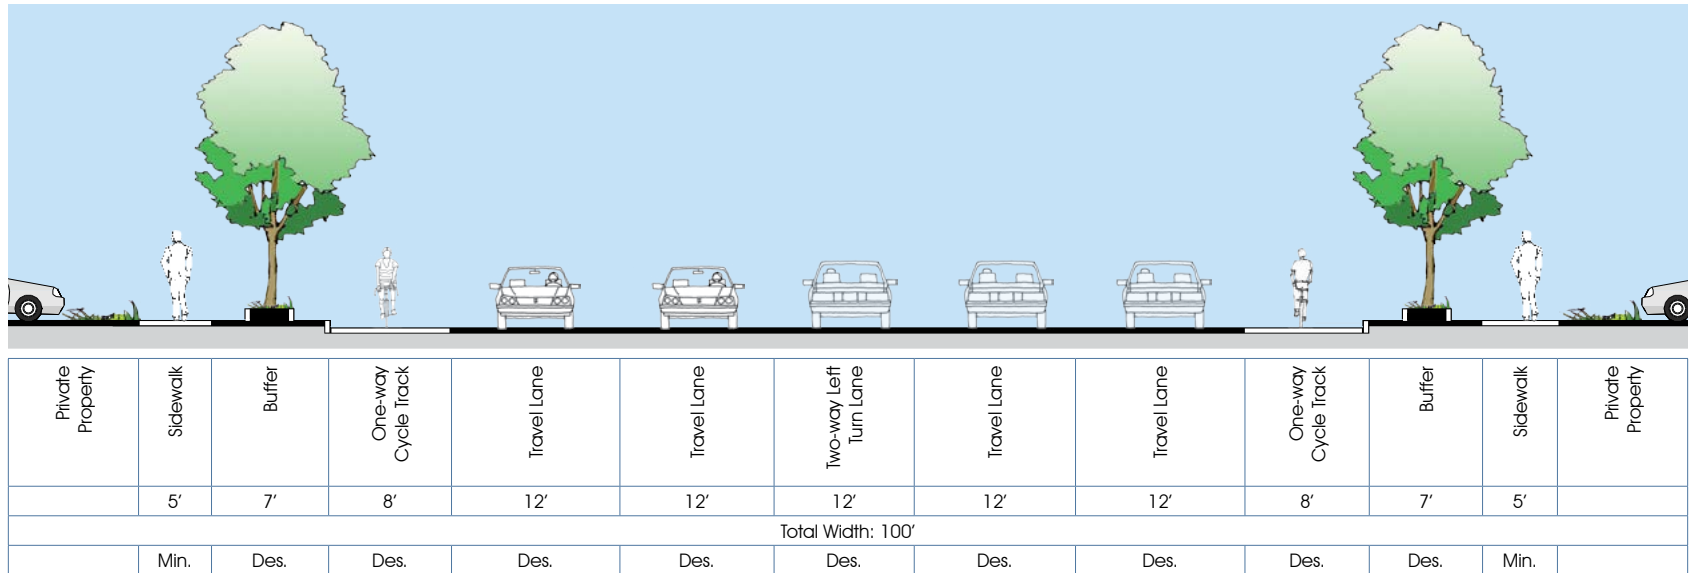 Private
Property
Sidewalk
Buffer
One-way
Cycle Track
Travel Lane
Travel Lane
Two-way Left
Turn Lane
Travel Lane
Travel Lane
One-way
Cycle Track
Buffer
Sidewalk
Private
Property
5’ 7’ 8’ 12’ 12’ 12’ 12’ 12’ 8’ 7’ 5’
Total Width: 100’
Min. Des. Des. Des. Des. Des. Des. Des. Des. Des. Min.